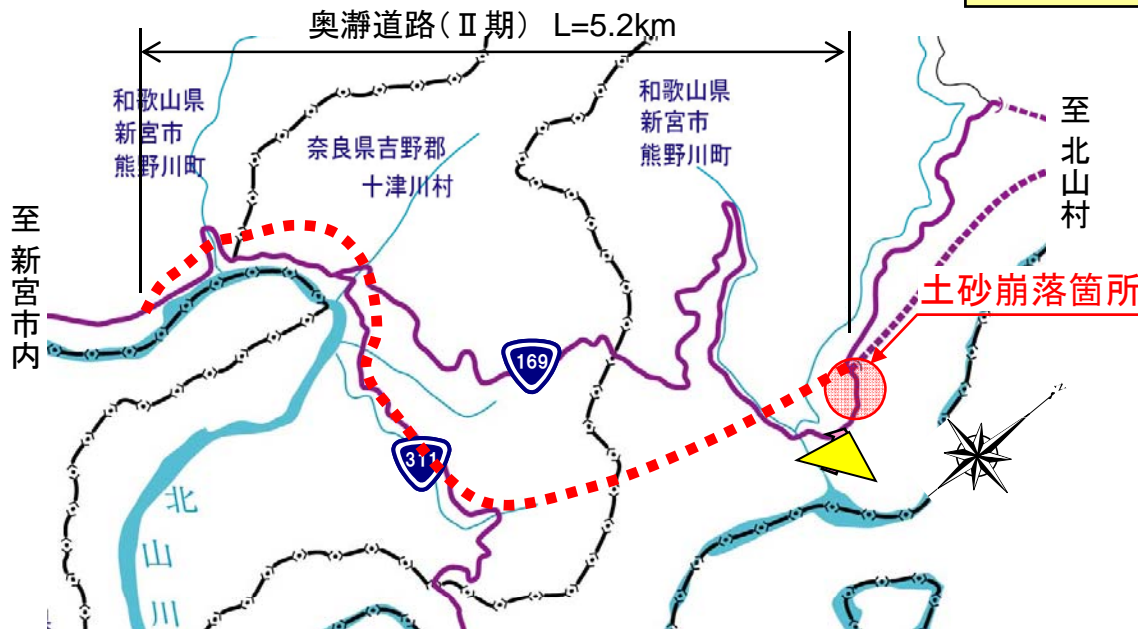 奥瀞道路（Ⅱ期） L=5.2km
和歌山県
新宮市
熊野川町
奈良県吉野郡
十津川村
和歌山県
新宮市
熊野川町
至 北山村
至 新宮市内
土砂崩落箇所
169
311
北山川